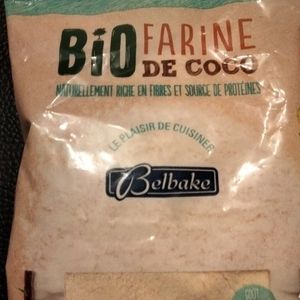 BIO FARINE
DE COCO
NATURELLEMENT RICHE EN FIBRES ET SOURCE DE PROTÉINES
LE PLAISIR DE CUISINER
Belbake